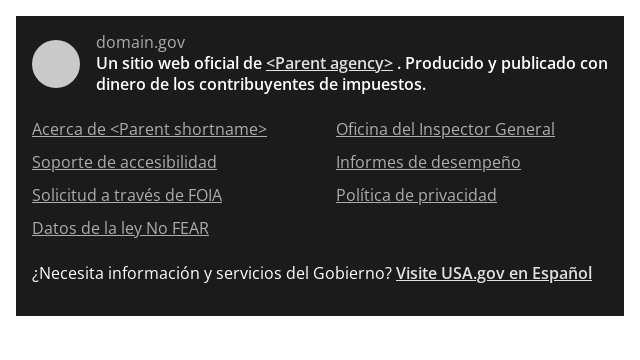 domain.gov
Un sitio web oficial de <Parent agency> . Producido y publicado con
dinero de los contribuyentes de impuestos.
Acerca de <Parent shortname>
Oficina del Inspector General
Soporte de accesibilidad
Informes de desempeño
Solicitud a través de FOIA
Política de privacidad
Datos de la ley No FEAR
¿Necesita información y servicios del Gobierno? Visite USA.gov en Español